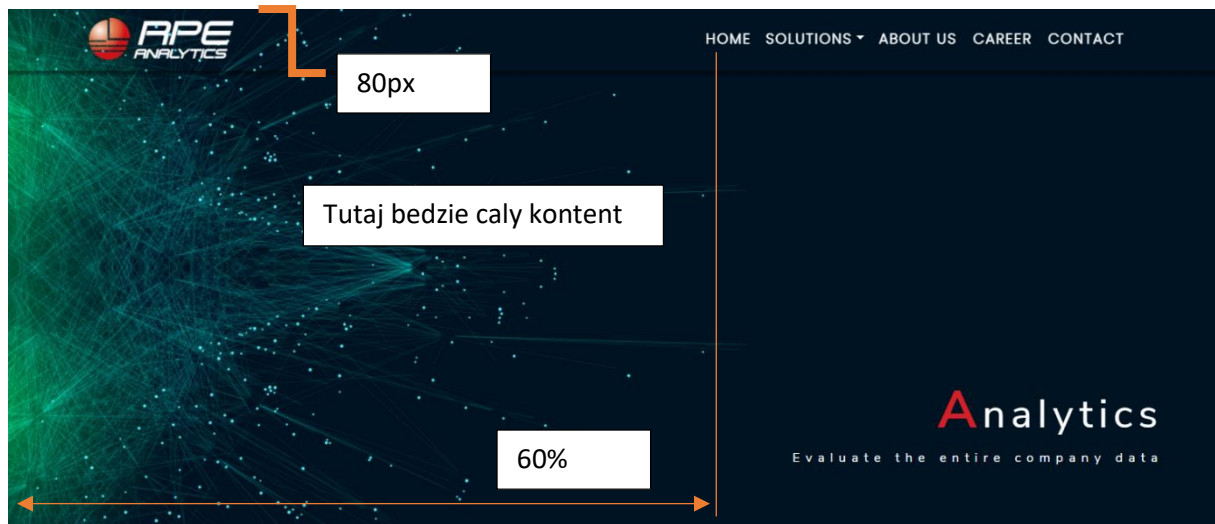 APE
ANALYTICS
HOME SOLUTIONS ABOUT US CAREER CONTACT
80px
Tutaj bedzie caly kontent
Analytics
Evaluate the entire company data
60%